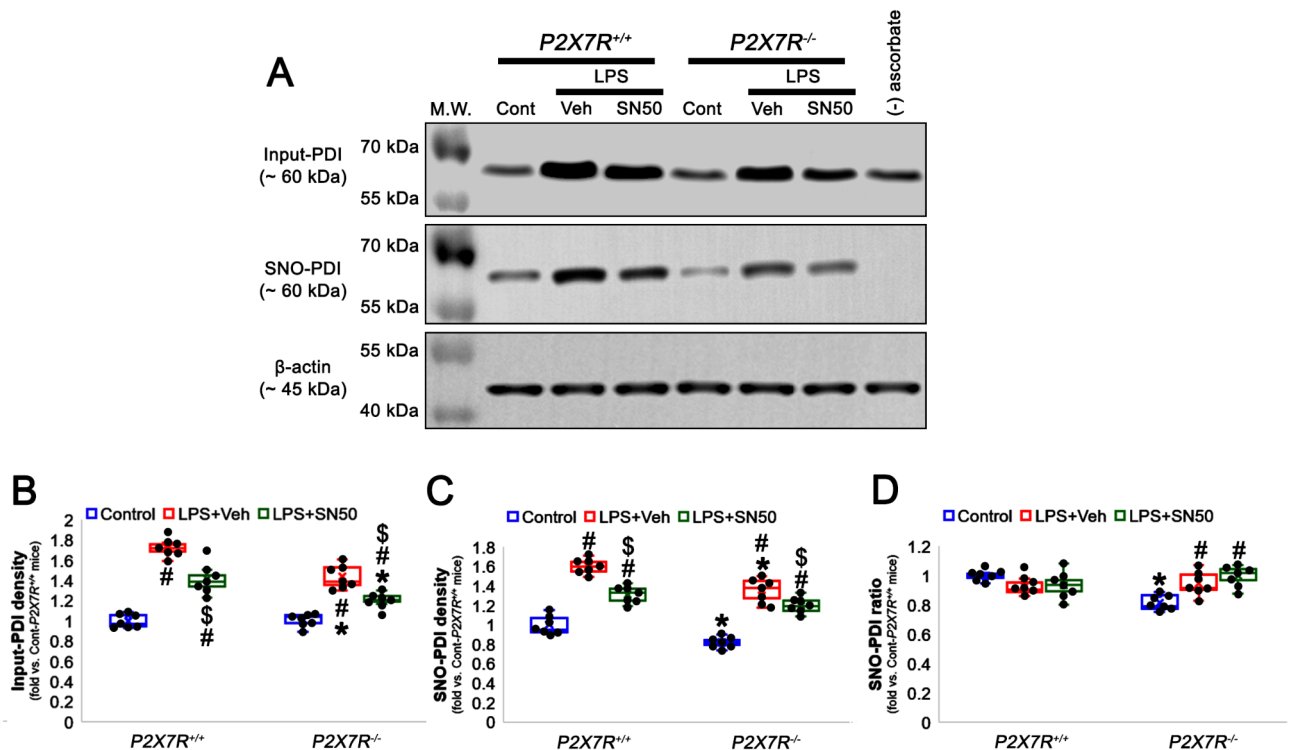 A
P2X7R+/+
P2X7R-/-
LPS
LPS
M.W.
Cont
Veh
SN50
Cont
Veh
SN50
(-) ascorbate
Input-PDI
(~ 60 kDa)
70 kDa
55 kDa
SNO-PDI
(~ 60 kDa)
70 kDa
55 kDa
β-actin
(~ 45 kDa)
55 kDa
40 kDa
B
Control LPS+Veh LPS+SN50
Input-PDI density
(fold vs. Cont-P2X7R+/+ mice)
2
1.8
1.6
1.4
1.2
1
0.8
0.6
0.4
0.2
0
#
$
#
#
*
$
#
*
P2X7R+/+
P2X7R-/-
C
Control LPS+Veh LPS+SN50
SNO-PDI density
(fold vs. Cont-P2X7R+/+ mice)
1.8
1.6
1.4
1.2
1
0.8
0.6
0.4
0.2
0
#
$
#
*
#
*
$
#
P2X7R+/+
P2X7R-/-
D
Control LPS+Veh LPS+SN50
SNO-PDI ratio
(fold vs. Cont-P2X7R+/+ mice)
1.2
1
0.8
0.6
0.4
0.2
0
*
#
#
P2X7R+/+
P2X7R-/-